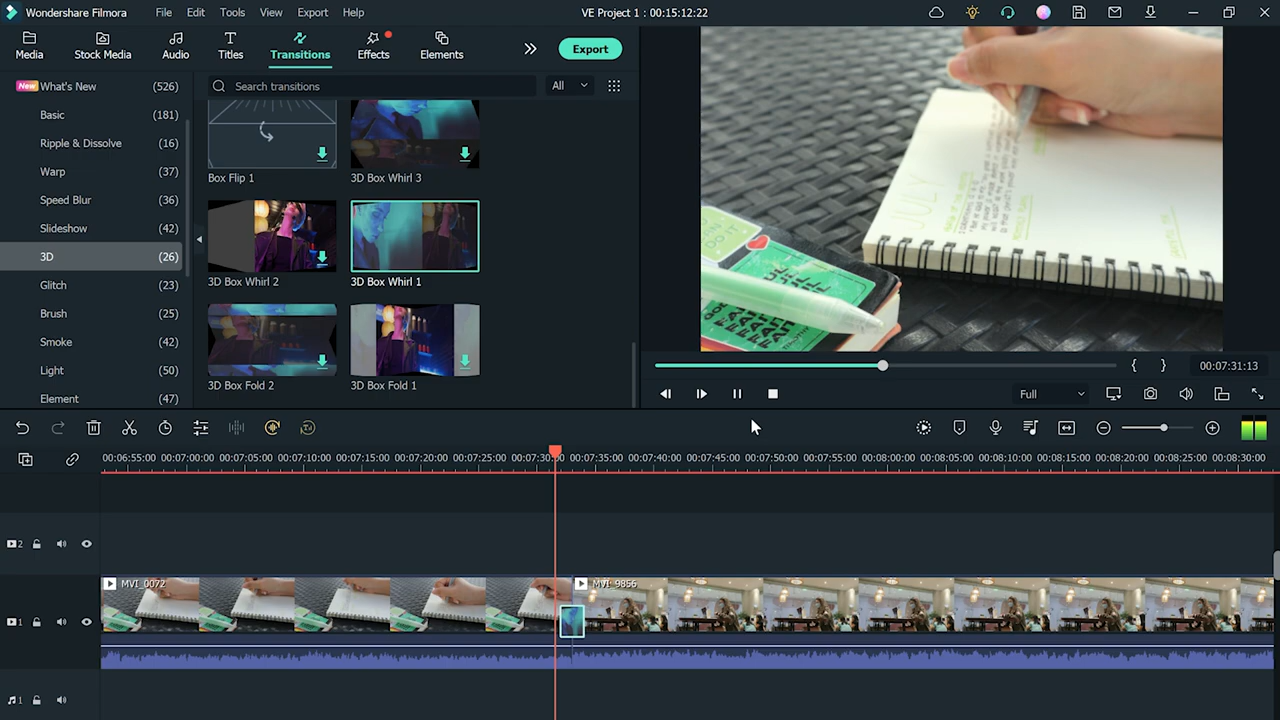 Wondershare Filmora File Edit Tools View Export Help VE Project 1 : 00:15:12:22
Media Stock Media Audio Titles Transitions Effects Elements Export
New What's New (526)
Basic (181)
Ripple & Dissolve (16)
Warp (37)
Speed Blur (36)
Slideshow (42)
3D (26)
Glitch (23)
Brush (25)
Smoke (42)
Light (50)
Element (47)
Search transitions All
Box Flip 1 3D Box Whirl 3
3D Box Whirl 2 3D Box Whirl 1
3D Box Fold 2 3D Box Fold 1
JULY
DO IT
{ } 00:07:31:13
Full
00:06:55:00 00:07:00:00 00:07:05:00 00:07:10:00 00:07:15:00 00:07:20:00 00:07:25:00 00:07:30:00 00:07:35:00 00:07:40:00 00:07:45:00 00:07:50:00 00:07:55:00 00:08:00:00 00:08:05:00 00:08:10:00 00:08:15:00 00:08:20:00 00:08:25:00 00:08:30:00
2
MVI_0072 MVI_9856
1
1